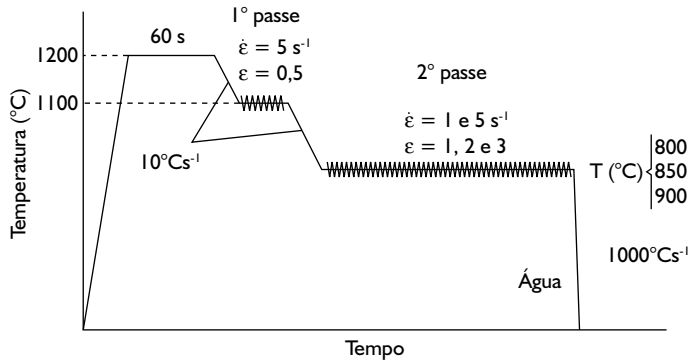 1° passe
60 s
ε̇ = 5 s⁻¹
ε = 0,5
1200
1100
2° passe
ε̇ = 1 e 5 s⁻¹
ε = 1, 2 e 3
10°Cs⁻¹
T (°C)
800
850
900
1000°Cs⁻¹
Água
Temperatura (°C)
Tempo